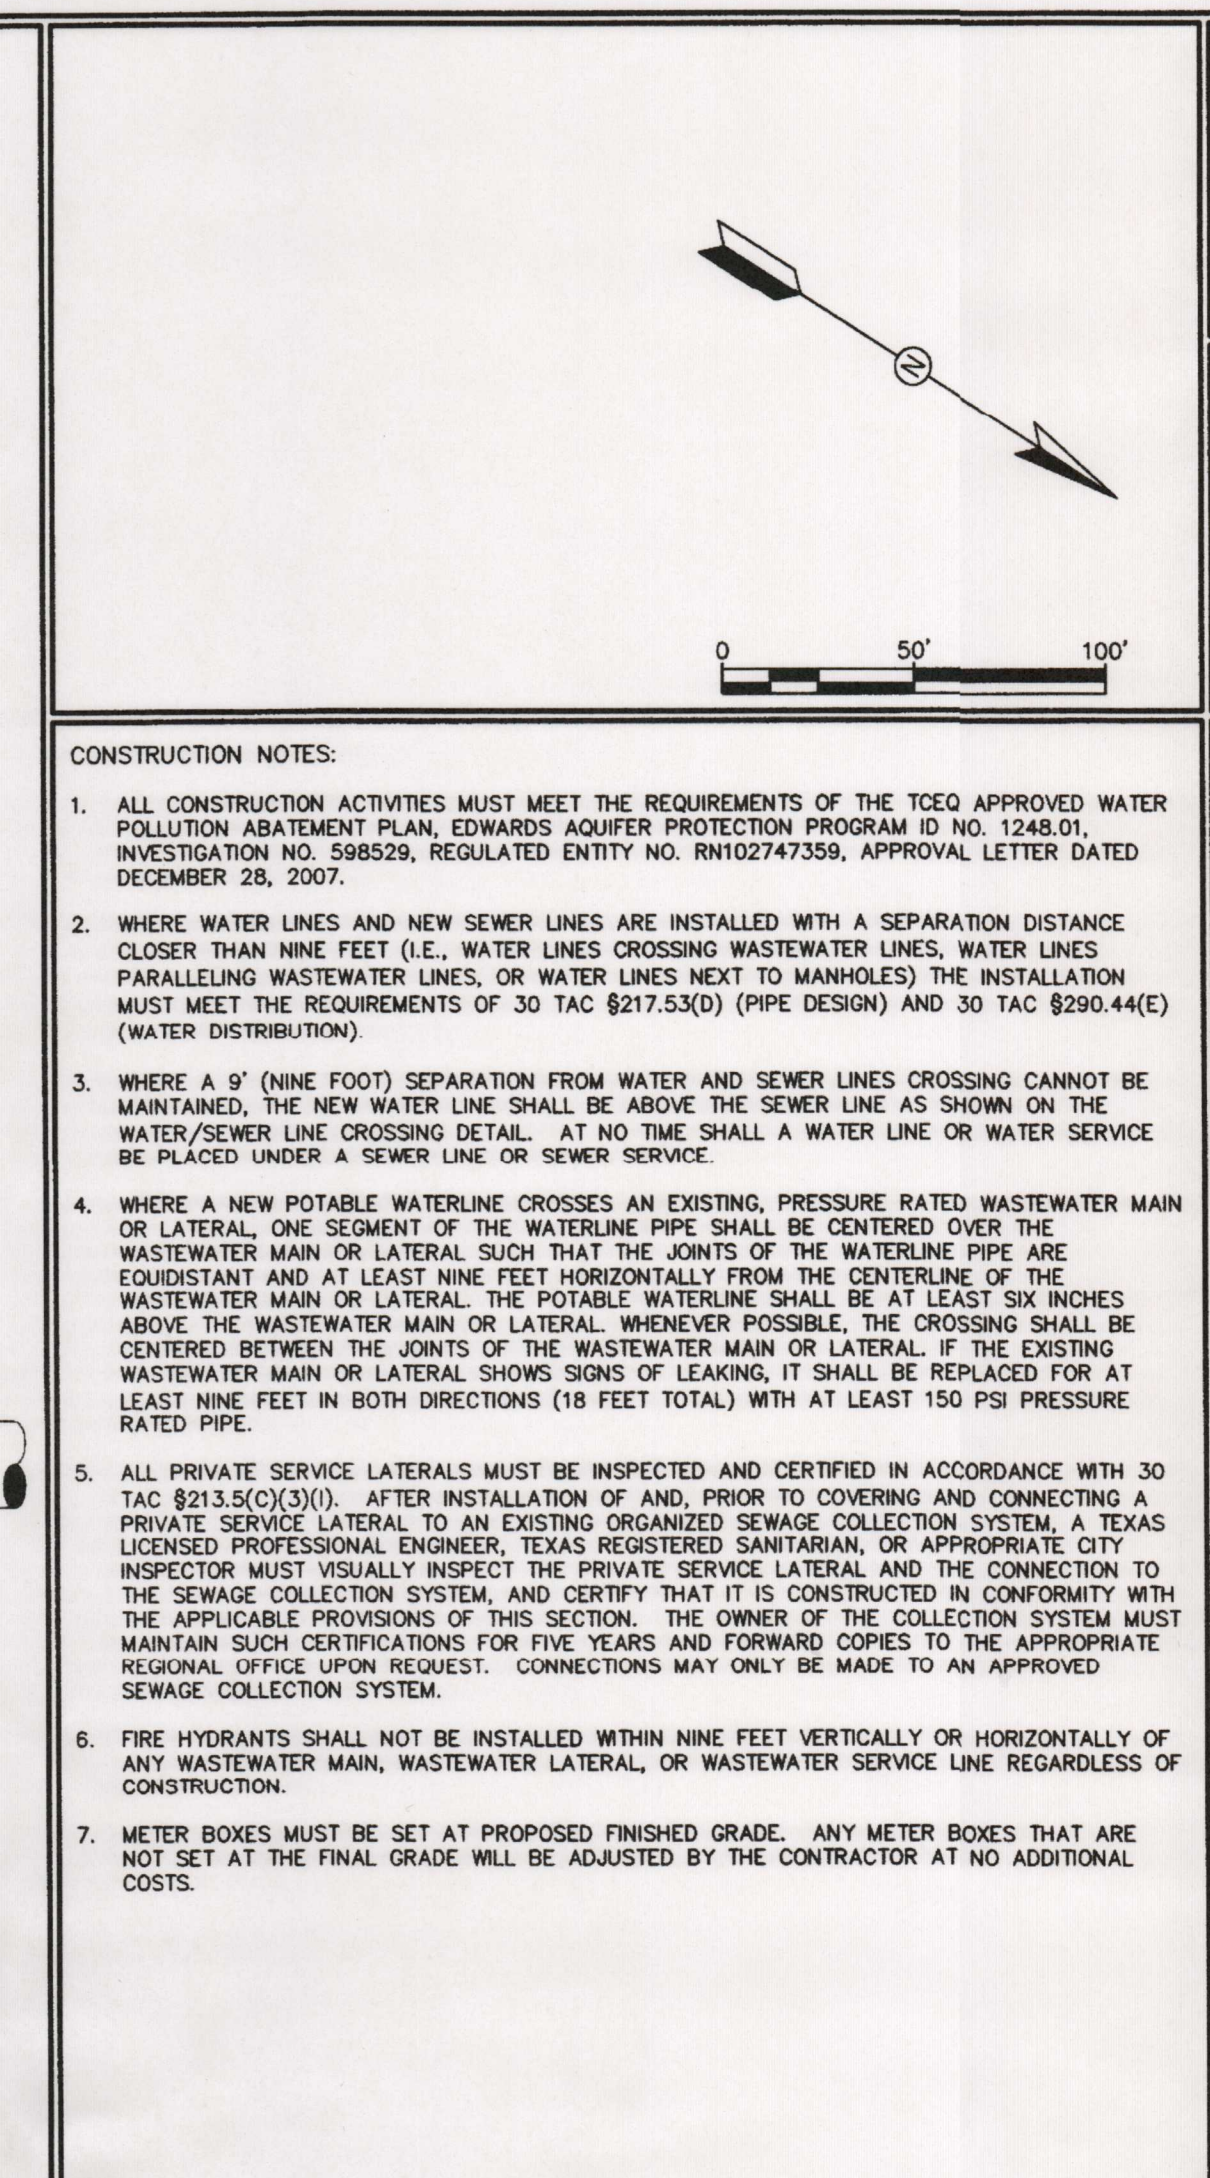 N
0 50' 100'
CONSTRUCTION NOTES:
1. ALL CONSTRUCTION ACTIVITIES MUST MEET THE REQUIREMENTS OF THE TCEQ APPROVED WATER
POLLUTION ABATEMENT PLAN, EDWARDS AQUIFER PROTECTION PROGRAM ID NO. 1248.01,
INVESTIGATION NO. 598529, REGULATED ENTITY NO. RN102747359, APPROVAL LETTER DATED
DECEMBER 28, 2007.
2. WHERE WATER LINES AND NEW SEWER LINES ARE INSTALLED WITH A SEPARATION DISTANCE
CLOSER THAN NINE FEET (I.E., WATER LINES CROSSING WASTEWATER LINES, WATER LINES
PARALLELING WASTEWATER LINES, OR WATER LINES NEXT TO MANHOLES) THE INSTALLATION
MUST MEET THE REQUIREMENTS OF 30 TAC §217.53(D) (PIPE DESIGN) AND 30 TAC §290.44(E)
(WATER DISTRIBUTION).
3. WHERE A 9' (NINE FOOT) SEPARATION FROM WATER AND SEWER LINES CROSSING CANNOT BE
MAINTAINED, THE NEW WATER LINE SHALL BE ABOVE THE SEWER LINE AS SHOWN ON THE
WATER/SEWER LINE CROSSING DETAIL. AT NO TIME SHALL A WATER LINE OR WATER SERVICE
BE PLACED UNDER A SEWER LINE OR SEWER SERVICE.
4. WHERE A NEW POTABLE WATERLINE CROSSES AN EXISTING, PRESSURE RATED WASTEWATER MAIN
OR LATERAL, ONE SEGMENT OF THE WATERLINE PIPE SHALL BE CENTERED OVER THE
WASTEWATER MAIN OR LATERAL SUCH THAT THE JOINTS OF THE WATERLINE PIPE ARE
EQUIDISTANT AND AT LEAST NINE FEET HORIZONTALLY FROM THE CENTERLINE OF THE
WASTEWATER MAIN OR LATERAL. THE POTABLE WATERLINE SHALL BE AT LEAST SIX INCHES
ABOVE THE WASTEWATER MAIN OR LATERAL. WHENEVER POSSIBLE, THE CROSSING SHALL BE
CENTERED BETWEEN THE JOINTS OF THE WASTEWATER MAIN OR LATERAL. IF THE EXISTING
WASTEWATER MAIN OR LATERAL SHOWS SIGNS OF LEAKING, IT SHALL BE REPLACED FOR AT
LEAST NINE FEET IN BOTH DIRECTIONS (18 FEET TOTAL) WITH AT LEAST 150 PSI PRESSURE
RATED PIPE.
5. ALL PRIVATE SERVICE LATERALS MUST BE INSPECTED AND CERTIFIED IN ACCORDANCE WITH 30
TAC §213.5(C)(3)(I). AFTER INSTALLATION OF AND, PRIOR TO COVERING AND CONNECTING A
PRIVATE SERVICE LATERAL TO AN EXISTING ORGANIZED SEWAGE COLLECTION SYSTEM, A TEXAS
LICENSED PROFESSIONAL ENGINEER, TEXAS REGISTERED SANITARIAN, OR APPROPRIATE CITY
INSPECTOR MUST VISUALLY INSPECT THE PRIVATE SERVICE LATERAL AND THE CONNECTION TO
THE SEWAGE COLLECTION SYSTEM, AND CERTIFY THAT IT IS CONSTRUCTED IN CONFORMITY WITH
THE APPLICABLE PROVISIONS OF THIS SECTION. THE OWNER OF THE COLLECTION SYSTEM MUST
MAINTAIN SUCH CERTIFICATIONS FOR FIVE YEARS AND FORWARD COPIES TO THE APPROPRIATE
REGIONAL OFFICE UPON REQUEST. CONNECTIONS MAY ONLY BE MADE TO AN APPROVED
SEWAGE COLLECTION SYSTEM.
6. FIRE HYDRANTS SHALL NOT BE INSTALLED WITHIN NINE FEET VERTICALLY OR HORIZONTALLY OF
ANY WASTEWATER MAIN, WASTEWATER LATERAL, OR WASTEWATER SERVICE LINE REGARDLESS OF
CONSTRUCTION.
7. METER BOXES MUST BE SET AT PROPOSED FINISHED GRADE. ANY METER BOXES THAT ARE
NOT SET AT THE FINAL GRADE WILL BE ADJUSTED BY THE CONTRACTOR AT NO ADDITIONAL
COSTS.